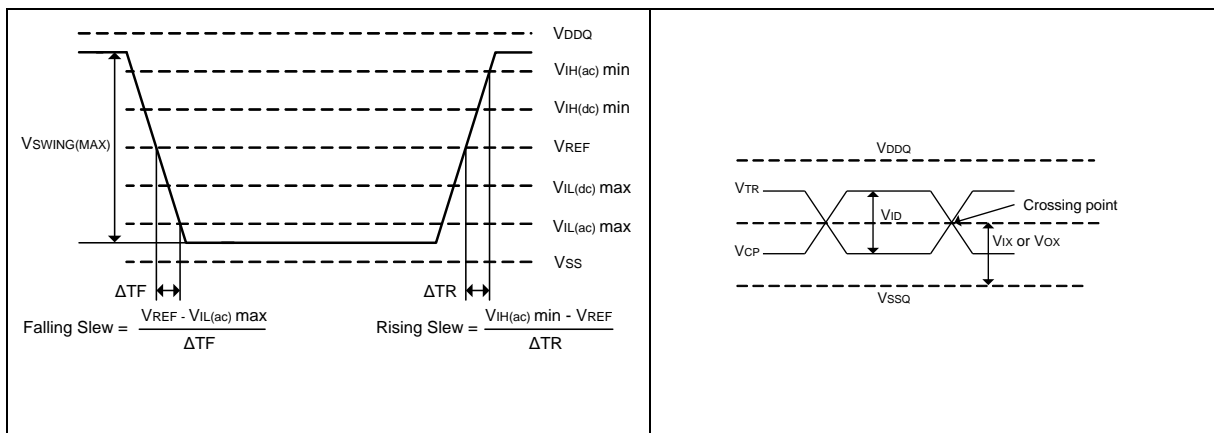 VDDQ
VIH(ac) min
VIH(dc) min
VSWING(MAX)
VREF
VIL(dc) max
VIL(ac) max
VSS
ΔTF
ΔTR
Falling Slew = VREF - VIL(ac) max
ΔTF
Rising Slew = VIH(ac) min - VREF
ΔTR
VDDQ
VTR
VID
Crossing point
VIX or VOX
VCP
VSSQ